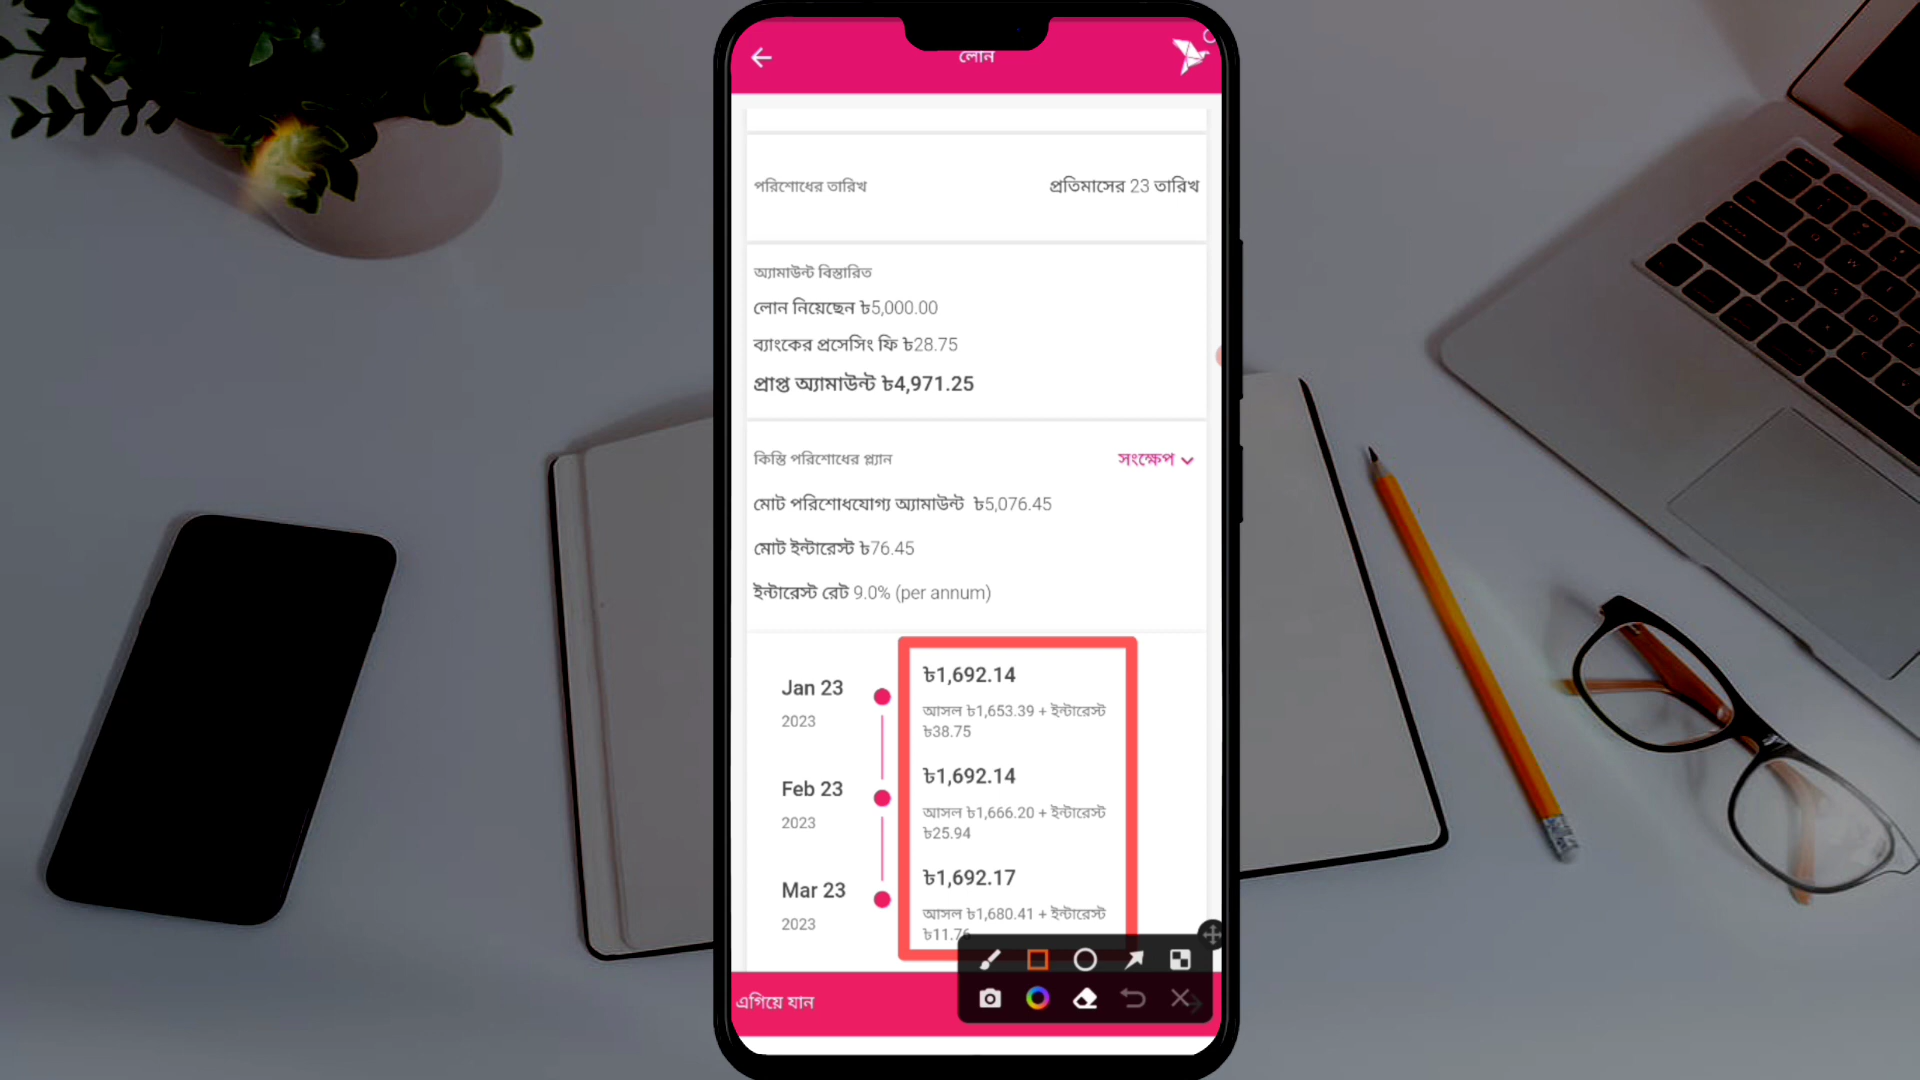 লোন
পরিশোধের তারিখ প্রতিমাসের 23 তারিখ
অ্যামাউন্ট বিস্তারিত
লোন নিয়েছেন ৳5,000.00
ব্যাংকের প্রসেসিং ফি ৳28.75
প্রাপ্ত অ্যামাউন্ট ৳4,971.25
কিস্তি পরিশোধের প্ল্যান সংক্ষেপ
মোট পরিশোধযোগ্য অ্যামাউন্ট ৳5,076.45
মোট ইন্টারেস্ট ৳76.45
ইন্টারেস্ট রেট 9.0% (per annum)
Jan 23
2023
৳1,692.14
আসল ৳1,653.39 + ইন্টারেস্ট
৳38.75
Feb 23
2023
৳1,692.14
আসল ৳1,666.20 + ইন্টারেস্ট
৳25.94
Mar 23
2023
৳1,692.17
আসল ৳1,680.41 + ইন্টারেস্ট
৳11.76
এগিয়ে যান